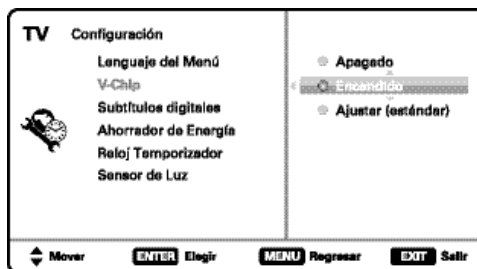 TV Configuración
Lenguaje del Menú
V-Chip
Subtítulos digitales
Ahorrador de Energía
Reloj Temporizador
Sensor de Luz
Apagado
Encendido
Ajustar (estándar)
Mover ENTER Elegir MENU Regresar EXIT Salir